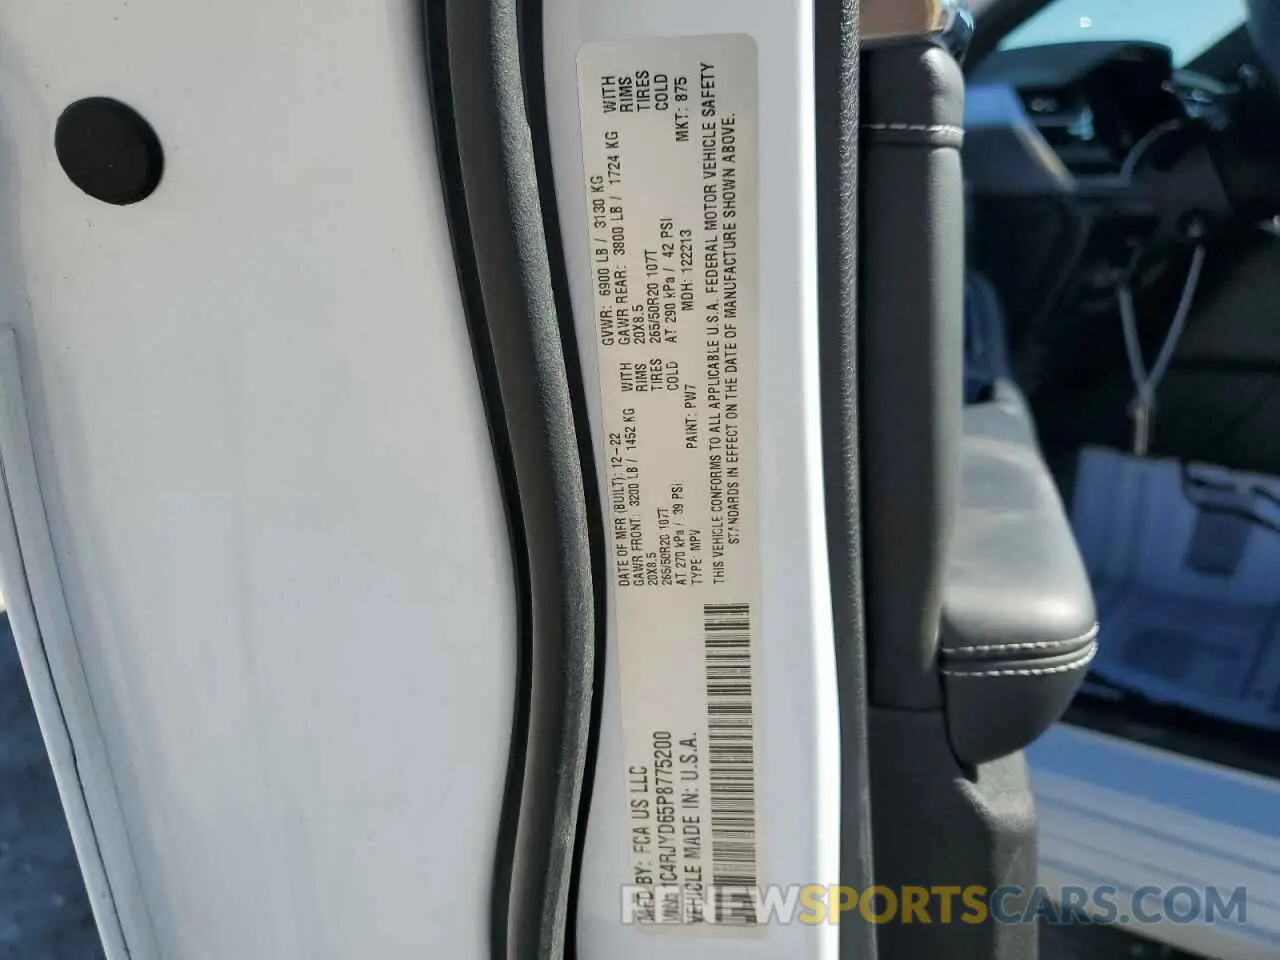 MFD BY: FCA US LLC
DATE OF MFR (BUILT): 12-22
GVWR: 6900 LB / 3130 KG
GAWR FRONT: 3200 LB / 1452 KG
WITH
GAWR REAR: 3800 LB / 1724 KG
WITH
20X8.5
RIMS
20X8.5
RIMS
265/50R20 107T
TIRES
265/50R20 107T
TIRES
AT 270 kPa / 39 PSI
COLD
AT 290 kPa / 42 PSI
COLD
VIN: 1C4RJYD65P8775200
TYPE: MPV
PAINT: PW7
MDH: 122213
MKT: 875
VEHICLE MADE IN: U.S.A.
THIS VEHICLE CONFORMS TO ALL APPLICABLE U.S.A. FEDERAL MOTOR VEHICLE SAFETY
STANDARDS IN EFFECT ON THE DATE OF MANUFACTURE SHOWN ABOVE.
RENEWSPORTSCARS.COM